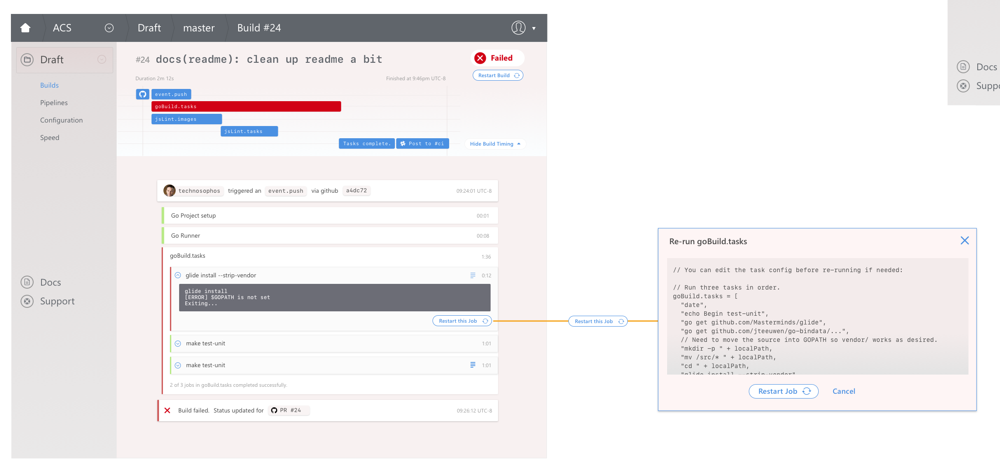 ACS
Draft
master
Build #24
Draft
Builds
Pipelines
Configuration
Speed
Docs
Support
#24 docs(readme): clean up readme a bit
Failed
Restart Build
Duration 2m 12s
Finished at 9:46pm UTC-8
event.push
goBuild.tasks
jsLint.images
jsLint.tasks
Tasks complete.
Post to #ci
Hide Build Timing
technosophos triggered an event.push via github a4dc72 09:24:01 UTC-8
Go Project setup 00:01
Go Runner 00:08
goBuild.tasks 1:36
glide install --strip-vendor 0:12
glide install
[ERROR] $GOPATH is not set
Exiting...
Restart this Job
make test-unit 1:01
make test-unit 1:01
2 of 3 jobs in goBuild.tasks completed successfully.
Build failed. Status updated for PR #24 09:26:12 UTC-8
Restart this Job
Re-run goBuild.tasks
// You can edit the task config before re-running if needed:
// Run three tasks in order.
goBuild.tasks = [
"date",
"echo Begin test-unit",
"go get github.com/Masterminds/glide",
"go get github.com/jteeuwen/go-bindata/...",
// Need to move the source into GOPATH so vendor/ works as desired.
"mkdir -p " + localPath,
"mv /src/* " + localPath,
"cd " + localPath,
"glide install --strip-vendor"
Restart Job
Cancel
Docs
Suppo